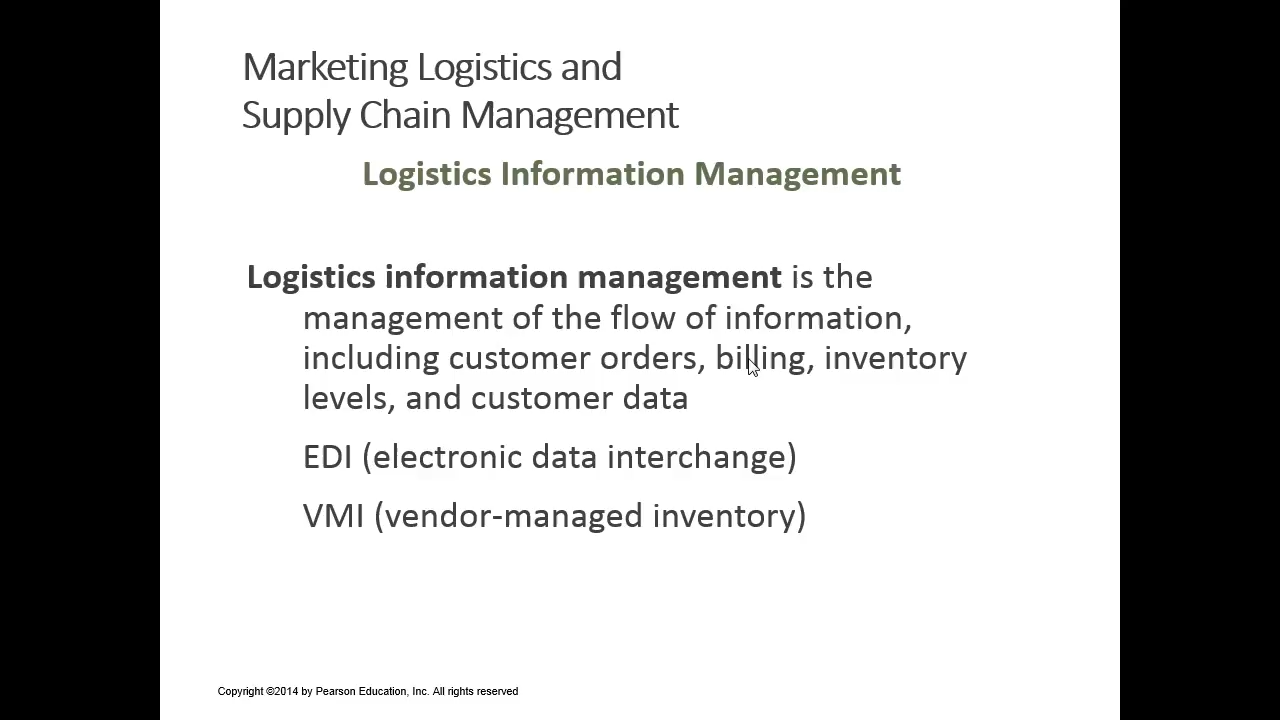 Marketing Logistics and
Supply Chain Management
Logistics Information Management
Logistics information management is the
management of the flow of information,
including customer orders, billing, inventory
levels, and customer data
EDI (electronic data interchange)
VMI (vendor-managed inventory)
Copyright ©2014 by Pearson Education, Inc. All rights reserved